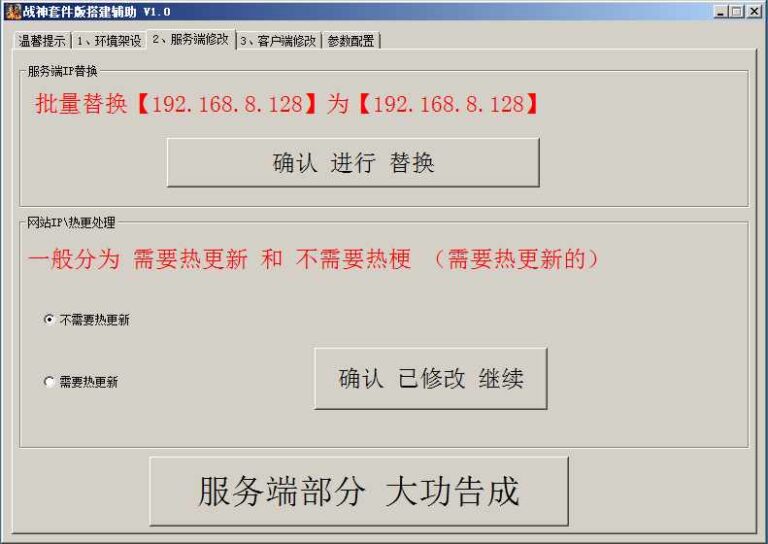 战神套件版搭建辅助 V1.0
温馨提示 1、环境架设 2、服务端修改 3、客户端修改 参数配置
服务端IP替换
批量替换【192.168.8.128】为【192.168.8.128】
确认 进行 替换
网站IP\热更处理
一般分为 需要热更新 和 不需要热梗 （需要热更新的）
不需要热更新
需要热更新
确认 已修改 继续
服务端部分 大功告成